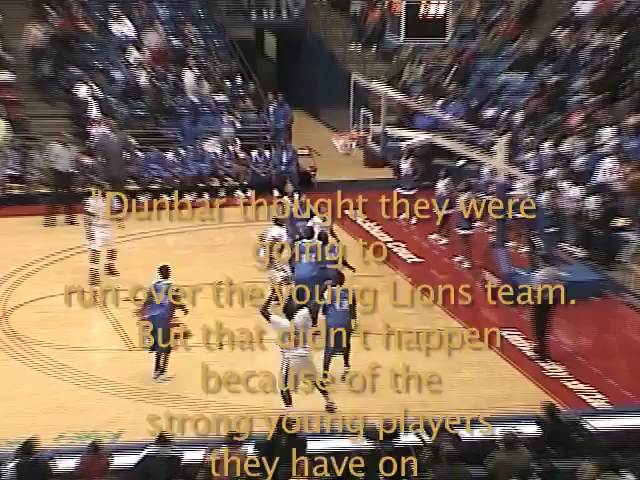 "Dunbar thought they were
going to
run over the young Lions team.
But that didn't happen
because of the
strong young players
they have on